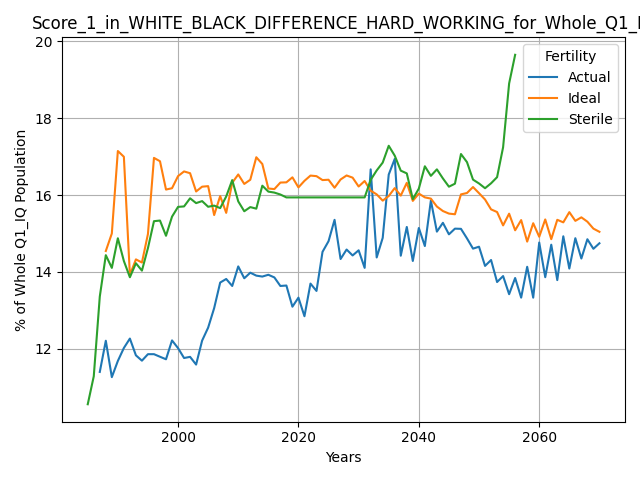 Score_1_in_WHITE_BLACK_DIFFERENCE_HARD_WORKING_for_Whole_Q1_I
Fertility
Actual
Ideal
Sterile
% of Whole Q1_IQ Population
20
18
16
14
12
2000
2020
2040
2060
Years